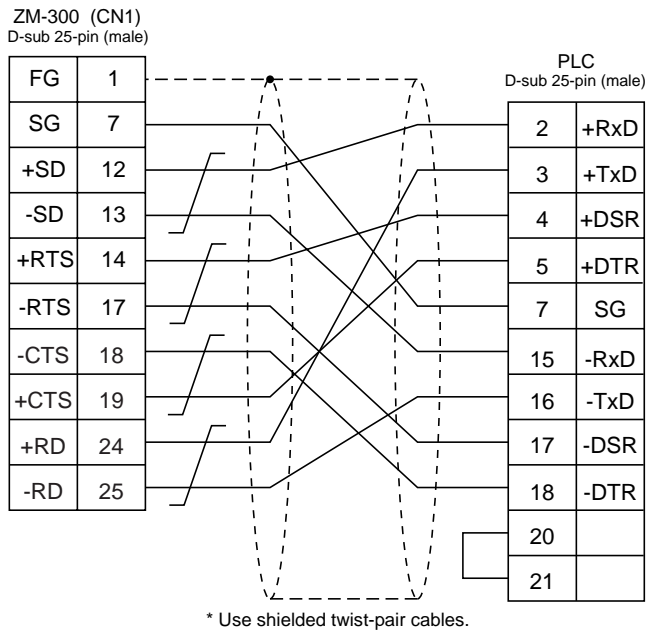 ZM-300 (CN1)
D-sub 25-pin (male)
FG 1
SG 7
+SD 12
-SD 13
+RTS 14
-RTS 17
-CTS 18
+CTS 19
+RD 24
-RD 25
PLC
D-sub 25-pin (male)
2 +RxD
3 +TxD
4 +DSR
5 +DTR
7 SG
15 -RxD
16 -TxD
17 -DSR
18 -DTR
20
21
* Use shielded twist-pair cables.